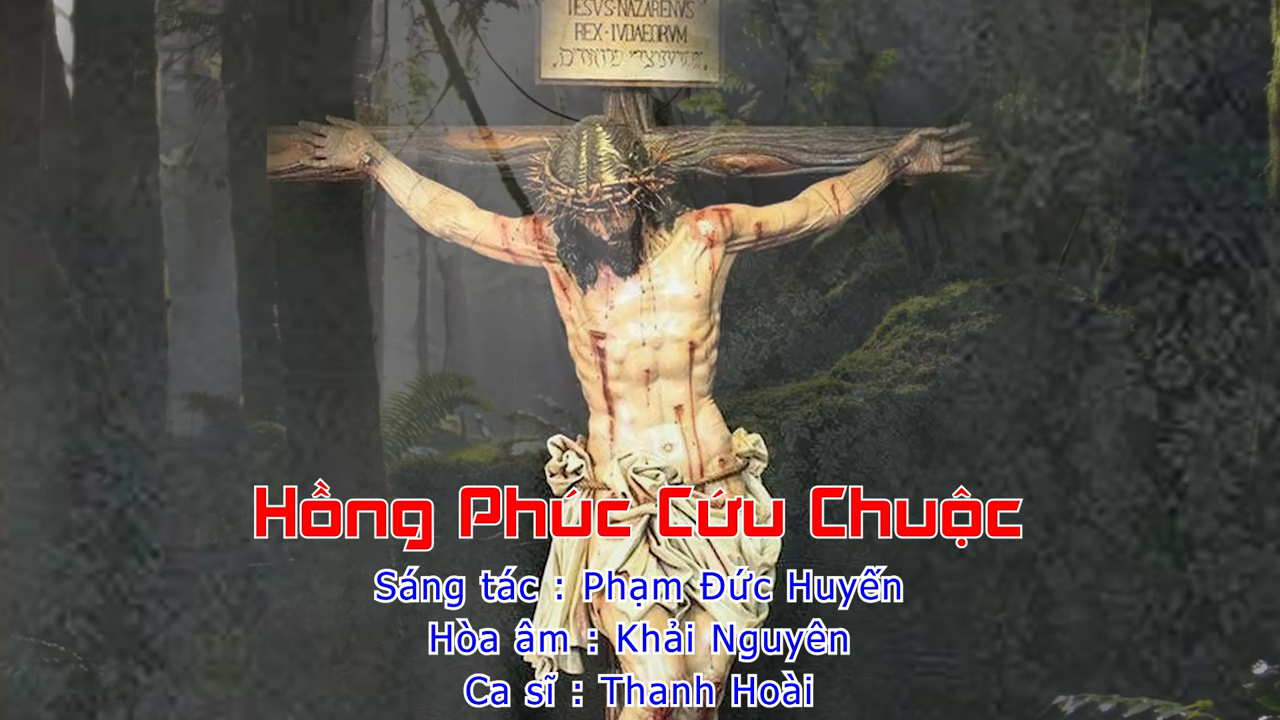 IESVS·NAZARENVS
REX·IVDAEORVM
Hồng Phúc Cứu Chuộc
Sáng tác : Phạm Đức Huyến
Hòa âm : Khải Nguyên
Ca sĩ : Thanh Hoài